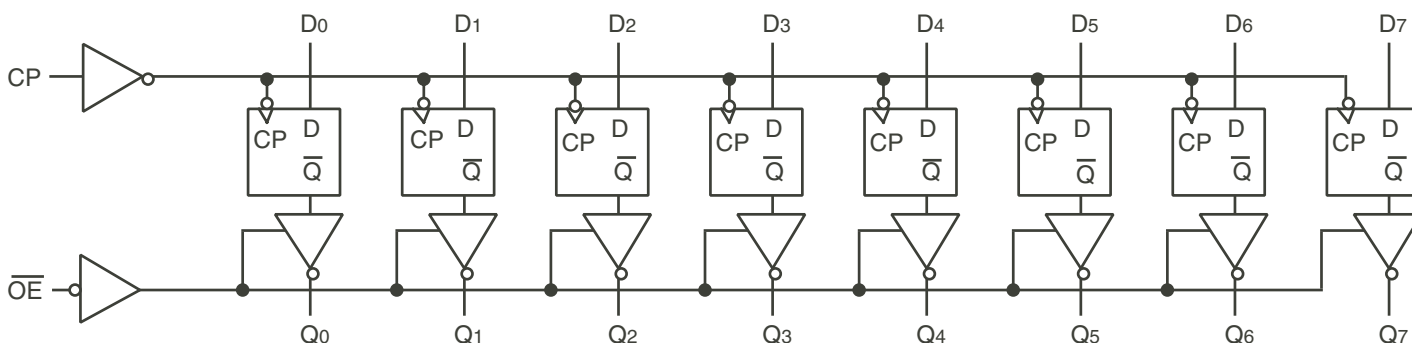 D0 D1 D2 D3 D4 D5 D6 D7
CP
CP D CP D CP D CP D CP D CP D CP D CP D
Q̅ Q̅ Q̅ Q̅ Q̅ Q̅ Q̅ Q̅
O̅E̅
Q0 Q1 Q2 Q3 Q4 Q5 Q6 Q7